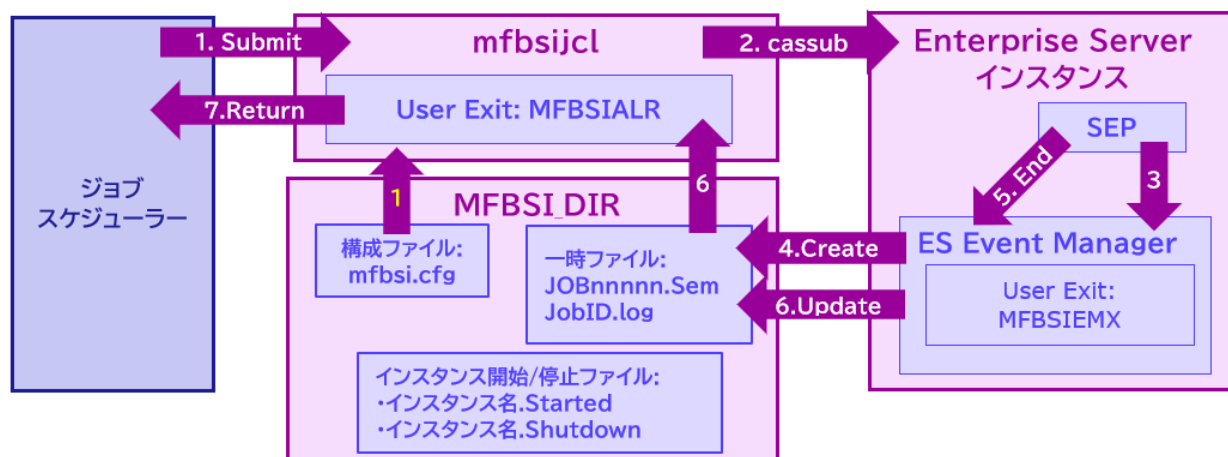 ジョブ
スケジューラー
1. Submit
7.Return
mfbsijcl
User Exit: MFBSIALR
2. cassub
Enterprise Server
インスタンス
SEP
5. End
3
ES Event Manager
User Exit:
MFBSIEMX
4.Create
6.Update
1
6
MFBSI_DIR
構成ファイル:
mfbsi.cfg
一時ファイル:
JOBnnnnn.Sem
JobID.log
インスタンス開始/停止ファイル:
・インスタンス名.Started
・インスタンス名.Shutdown